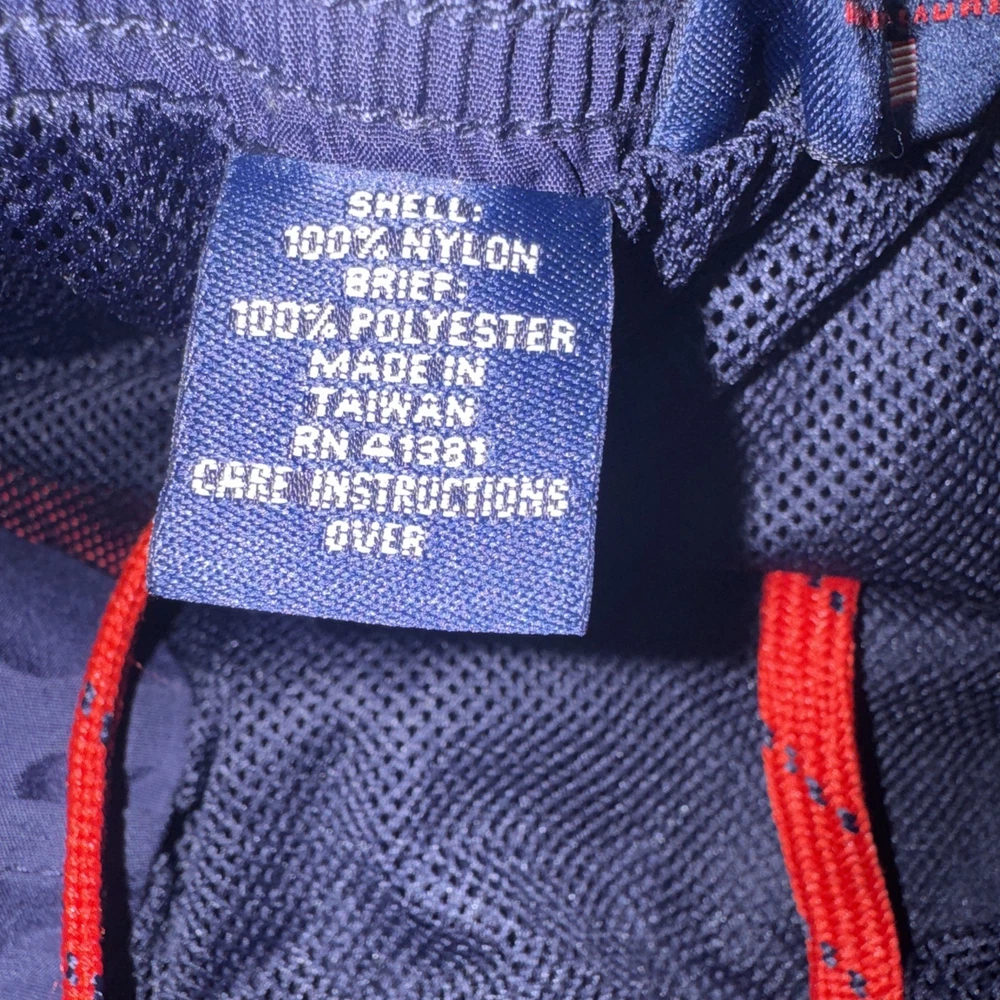 SHELL:
100% NYLON
BRIEF:
100% POLYESTER
MADE IN
TAIWAN
RN 41381
CARE INSTRUCTIONS
OVER